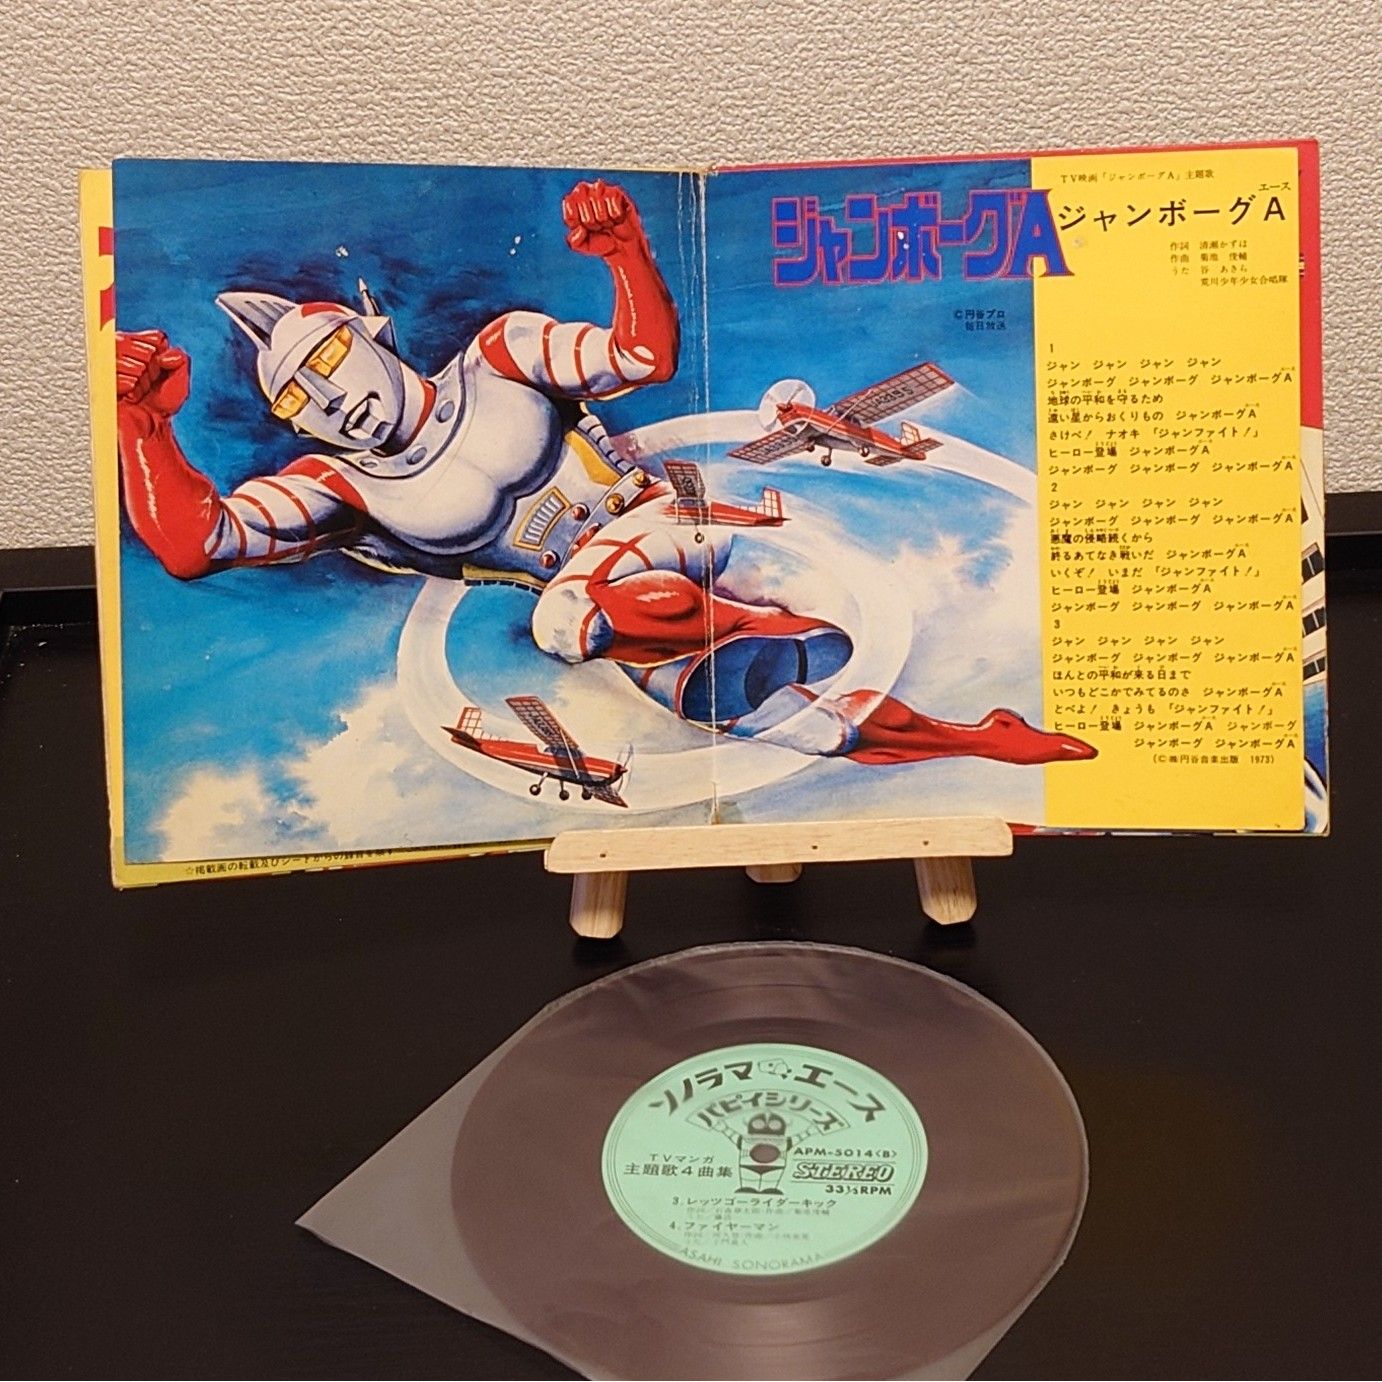 ジャンボーグA
©円谷プロ
毎日放送
TV映画「ジャンボーグA」主題歌
エース
ジャンボーグA
作詞 清瀬かずほ
作曲 菊池 俊輔
うた 谷 あきら
荒川少年少女合唱隊
1
ジャン ジャン ジャン ジャン
ジャンボーグ ジャンボーグ ジャンボーグA
地球の平和を守るため
遠い星からおくりもの ジャンボーグA
さけべ! ナオキ 「ジャンファイト!」
ヒーロー登場 ジャンボーグA
ジャンボーグ ジャンボーグ ジャンボーグA
2
ジャン ジャン ジャン ジャン
ジャンボーグ ジャンボーグ ジャンボーグA
悪魔の侵略続くから
終るあてなき戦いだ ジャンボーグA
いくぞ! いまだ 「ジャンファイト!」
ヒーロー登場 ジャンボーグA
ジャンボーグ ジャンボーグ ジャンボーグA
3
ジャン ジャン ジャン ジャン
ジャンボーグ ジャンボーグ ジャンボーグA
ほんとの平和が来る日まで
いつもどこかでみてるのさ ジャンボーグA
とべよ! きょうも 「ジャンファイト!」
ヒーロー登場 ジャンボーグA ジャンボーグ
ジャンボーグ ジャンボーグA
(©㈱円谷音楽出版 1973)
☆掲載画の転載及びシートからの録音を禁
ソノラマエース
パピイシリーズ
TVマンガ
主題歌4曲集
APM-5014〈B〉
STEREO
33⅓RPM
3.レッツゴーライダーキック
4.ファイヤーマン
ASAHI SONORAMA